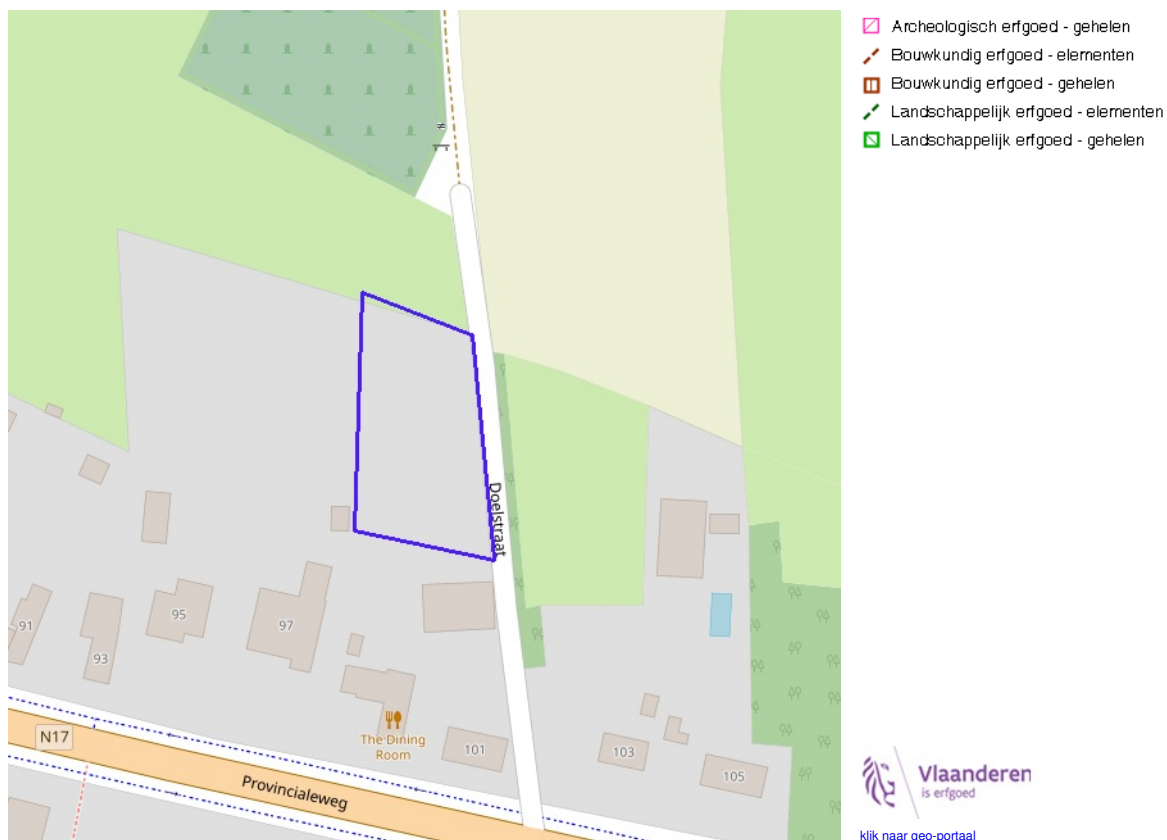 Archeologisch erfgoed - gehelen
Bouwkundig erfgoed - elementen
Bouwkundig erfgoed - gehelen
Landschappelijk erfgoed - elementen
Landschappelijk erfgoed - gehelen
Doelstraat
91
93
95
97
The Dining
Room
101
103
105
N17
Provincialeweg
Vlaanderen
is erfgoed
klik naar geo-portaal